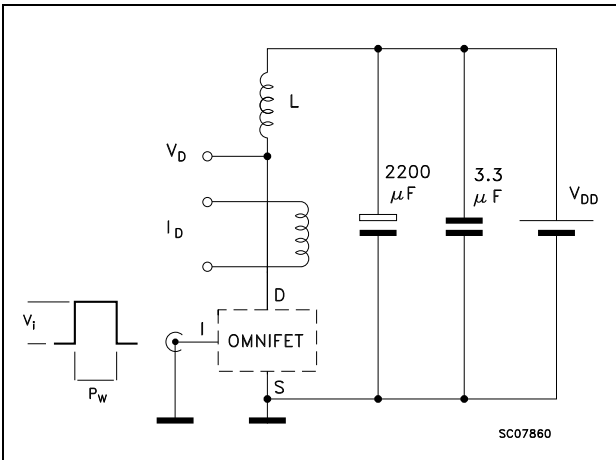 L
V_D
2200
μF
3.3
μF
V_DD
I_D
D
V_i
I
OMNIFET
P_W
S
SC07860